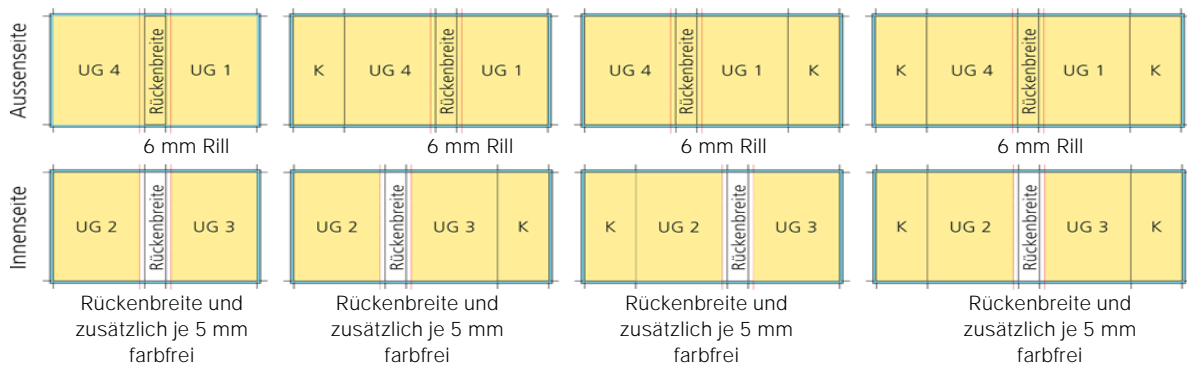 Aussenseite
UG 4 Rückenbreite UG 1
K UG 4 Rückenbreite UG 1
UG 4 Rückenbreite UG 1 K
K UG 4 Rückenbreite UG 1 K
6 mm Rill
6 mm Rill
6 mm Rill
6 mm Rill
Innenseite
UG 2 Rückenbreite UG 3
UG 2 Rückenbreite UG 3 K
K UG 2 Rückenbreite UG 3
K UG 2 Rückenbreite UG 3 K
Rückenbreite und
zusätzlich je 5 mm
farbfrei
Rückenbreite und
zusätzlich je 5 mm
farbfrei
Rückenbreite und
zusätzlich je 5 mm
farbfrei
Rückenbreite und
zusätzlich je 5 mm
farbfrei